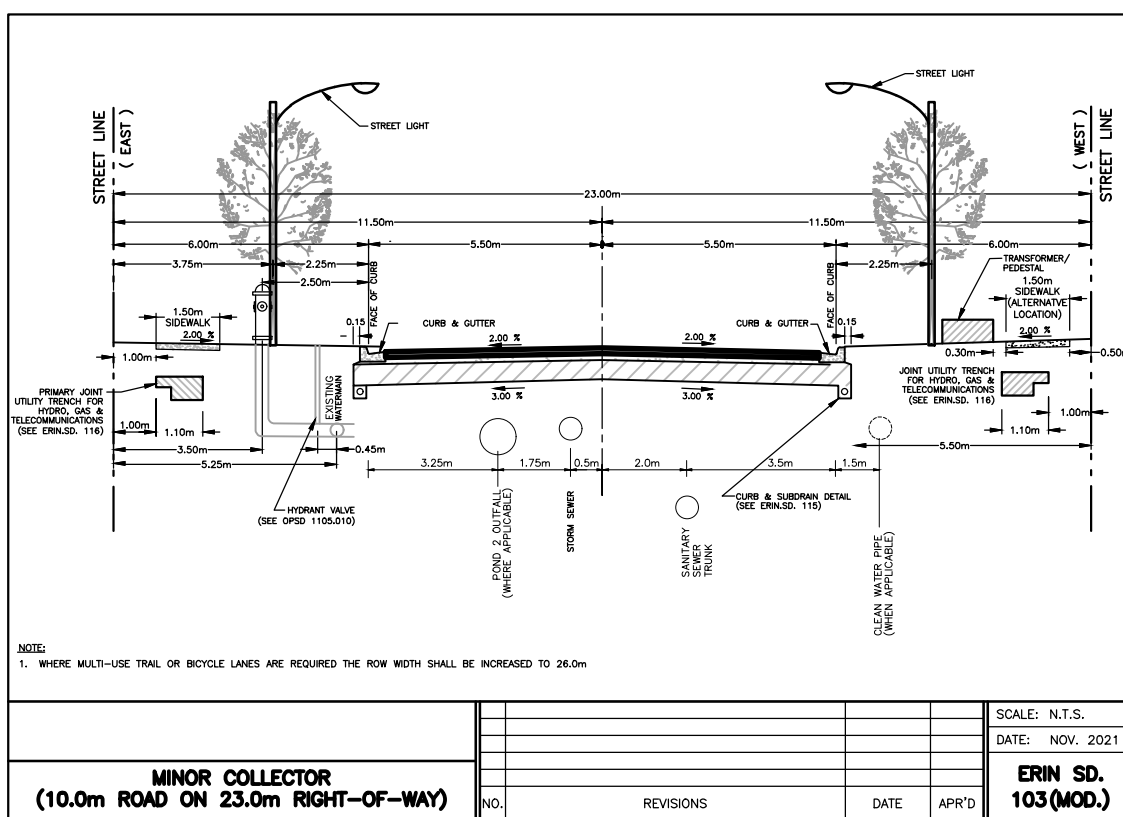 STREET LIGHT
STREET LIGHT
STREET LINE
( EAST )
( WEST )
STREET LINE
23.00m
11.50m
11.50m
6.00m
5.50m
5.50m
6.00m
3.75m
2.25m
2.25m
2.50m
FACE OF CURB
FACE OF CURB
TRANSFORMER/
PEDESTAL
1.50m
SIDEWALK
(ALTERNATVE
LOCATION)
1.50m
SIDEWALK
2.00 %
0.15
CURB & GUTTER
2.00 %
2.00 %
CURB & GUTTER
0.15
2.00 %
1.00m
0.30m
0.50m
PRIMARY JOINT
UTILITY TRENCH FOR
HYDRO, GAS &
TELECOMMUNICATIONS
(SEE ERIN.SD. 116)
JOINT UTILITY TRENCH
FOR HYDRO, GAS &
TELECOMMUNICATIONS
(SEE ERIN.SD. 116)
EXISTING
WATERMAIN
3.00 %
3.00 %
1.00m
1.10m
1.10m
1.00m
3.50m
0.45m
5.50m
5.25m
3.25m
1.75m
0.5m
2.0m
3.5m
1.5m
HYDRANT VALVE
(SEE OPSD 1105.010)
POND 2 OUTFALL
(WHERE APPLICABLE)
STORM SEWER
SANITARY
SEWER
TRUNK
CURB & SUBDRAIN DETAIL
(SEE ERIN.SD. 115)
CLEAN WATER PIPE
(WHEN APPLICABLE)
NOTE:
1. WHERE MULTI-USE TRAIL OR BICYCLE LANES ARE REQUIRED THE ROW WIDTH SHALL BE INCREASED TO 26.0m
MINOR COLLECTOR
(10.0m ROAD ON 23.0m RIGHT-OF-WAY)
NO.
REVISIONS
DATE
APR'D
SCALE: N.T.S.
DATE: NOV. 2021
ERIN SD.
103(MOD.)